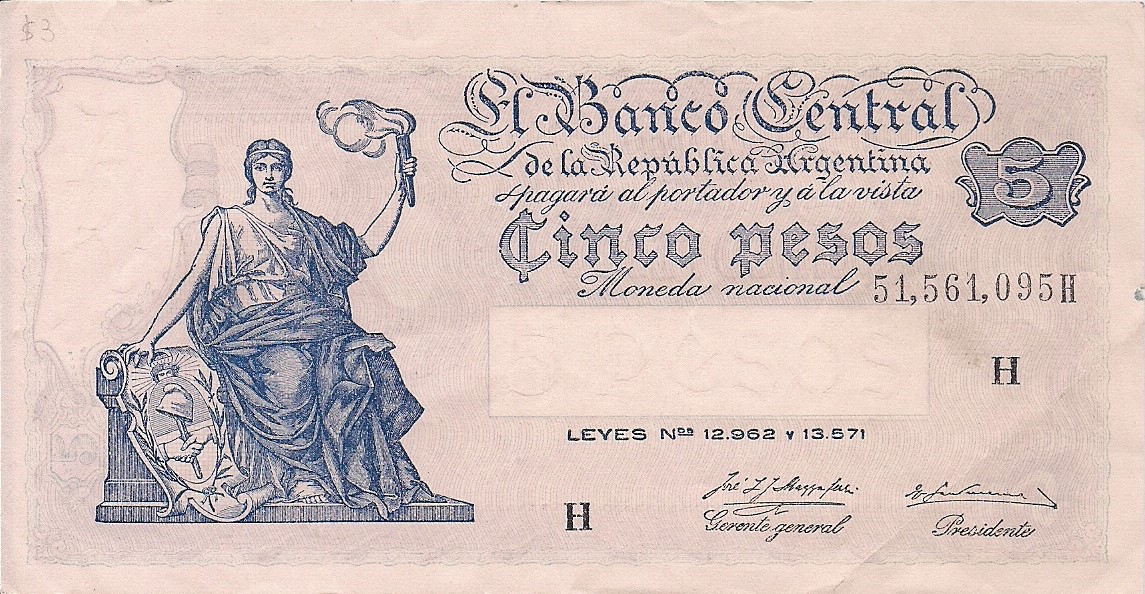 $3
El Banco Central
de la República Argentina
pagará al portador y á la vista
5
Cinco pesos
Moneda nacional 51,561,095H
H
LEYES Nos 12.962 y 13.571
H
Gerente general
Presidente